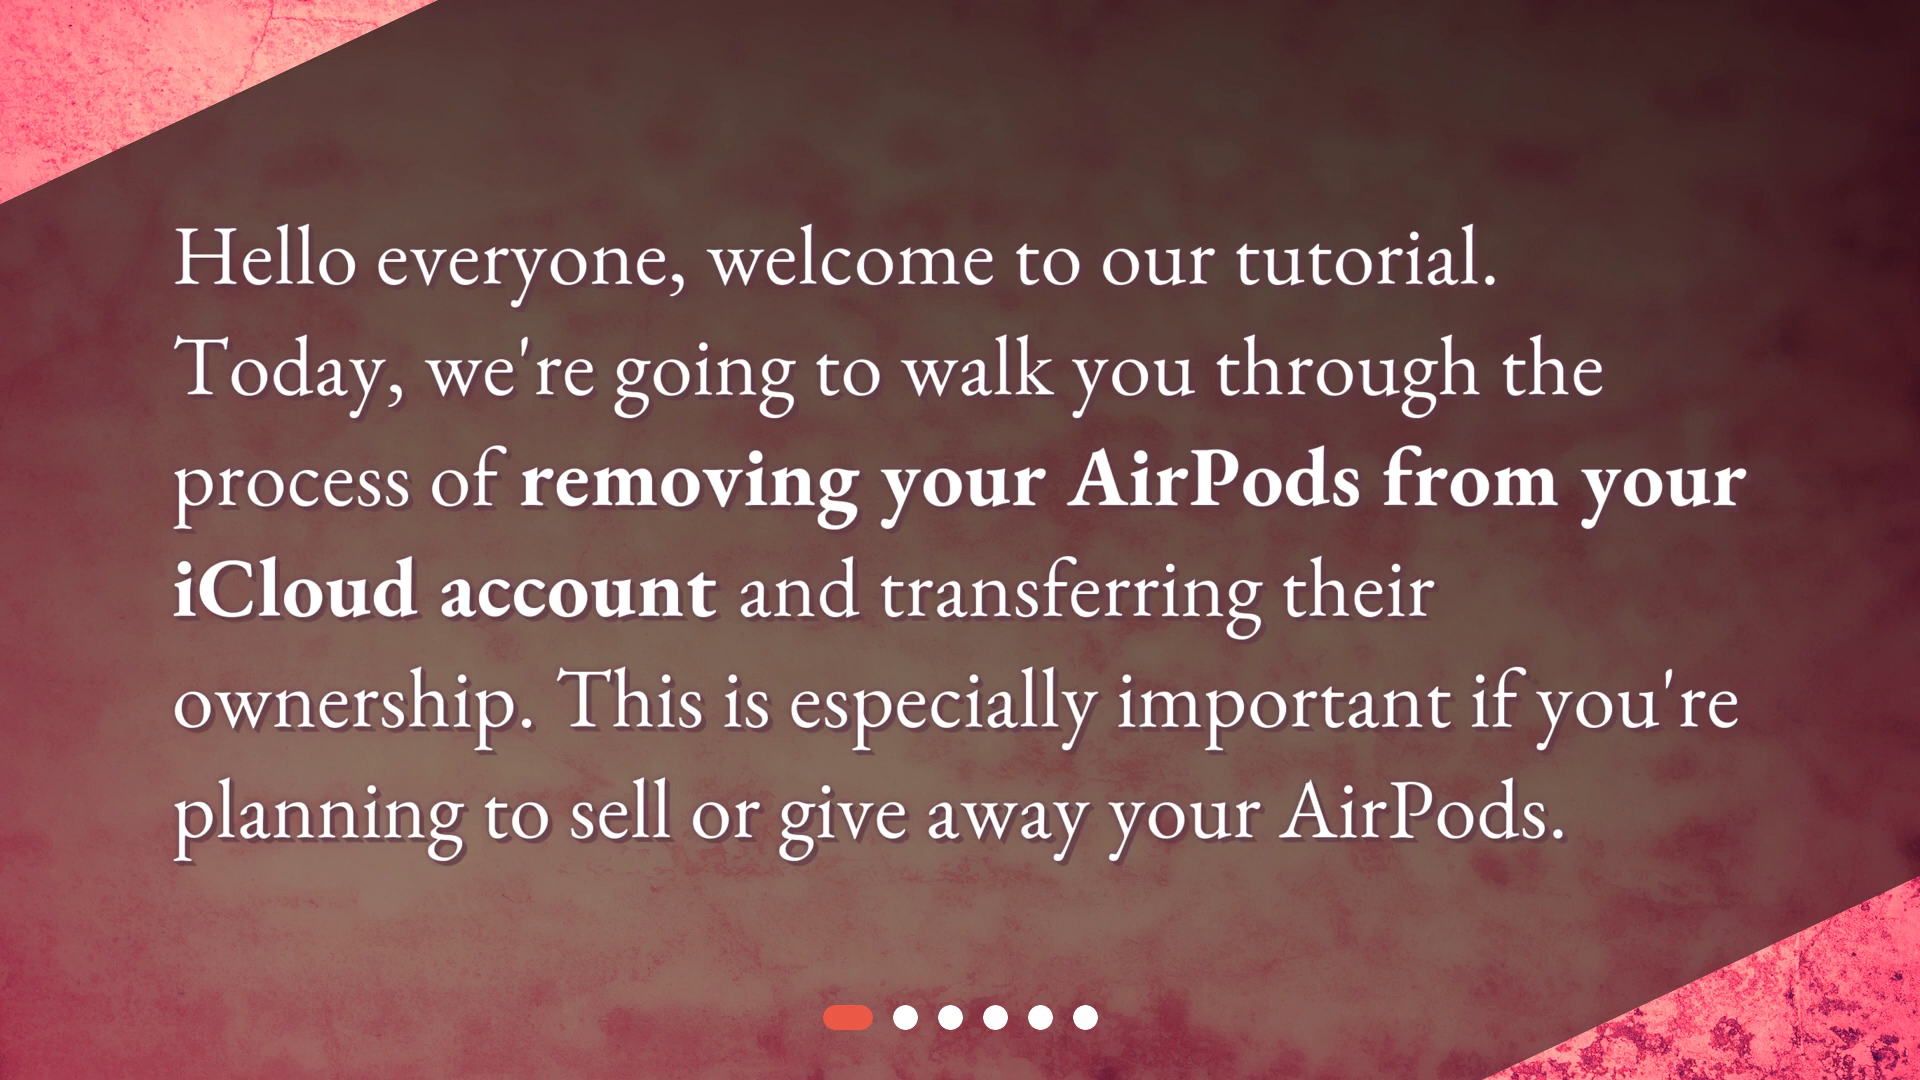 Hello everyone, welcome to our tutorial.
Today, we're going to walk you through the
process of removing your AirPods from your
iCloud account and transferring their
ownership. This is especially important if you're
planning to sell or give away your AirPods.